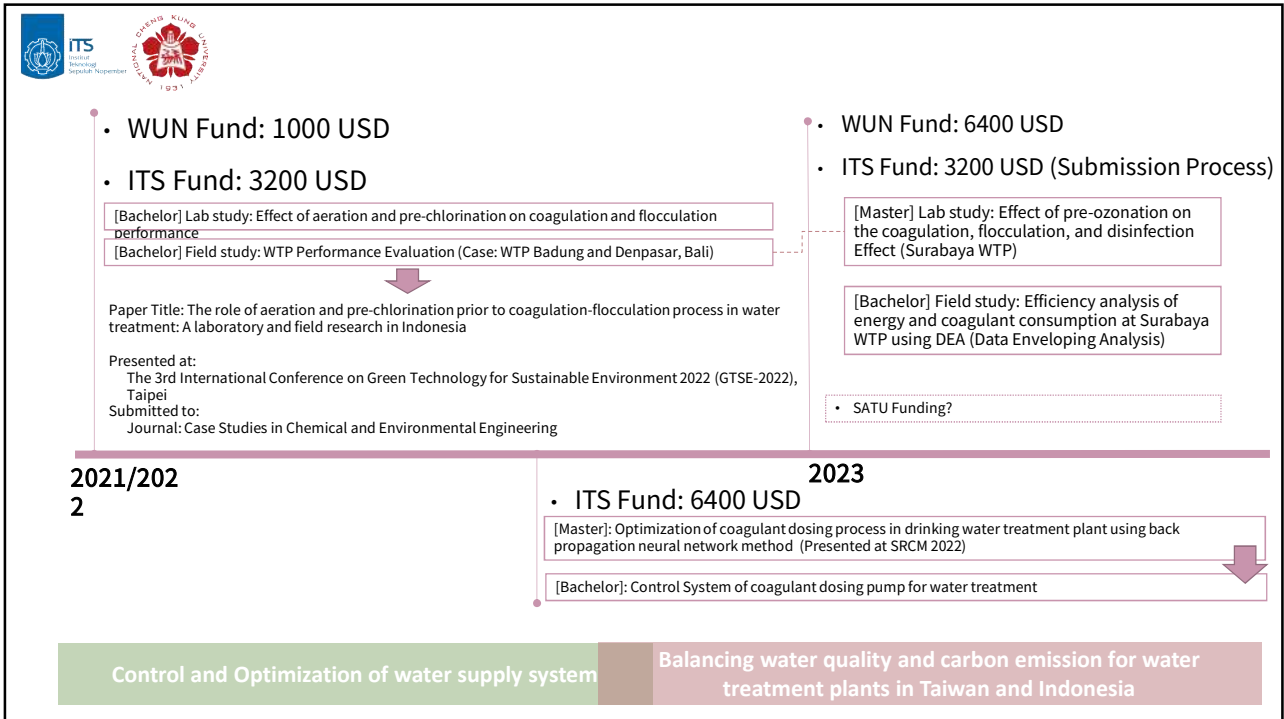 iTS
Institut
Teknologi
Sepuluh Nopember
NATIONAL CHENG KUNG UNIVERSITY
1931
• WUN Fund: 1000 USD
• ITS Fund: 3200 USD
[Bachelor] Lab study: Effect of aeration and pre-chlorination on coagulation and flocculation
performance
[Bachelor] Field study: WTP Performance Evaluation (Case: WTP Badung and Denpasar, Bali)
Paper Title: The role of aeration and pre-chlorination prior to coagulation-flocculation process in water
treatment: A laboratory and field research in Indonesia
Presented at:
The 3rd International Conference on Green Technology for Sustainable Environment 2022 (GTSE-2022),
Taipei
Submitted to:
Journal: Case Studies in Chemical and Environmental Engineering
• WUN Fund: 6400 USD
• ITS Fund: 3200 USD (Submission Process)
[Master] Lab study: Effect of pre-ozonation on
the coagulation, flocculation, and disinfection
Effect (Surabaya WTP)
[Bachelor] Field study: Efficiency analysis of
energy and coagulant consumption at Surabaya
WTP using DEA (Data Enveloping Analysis)
• SATU Funding?
2021/202
2
2023
• ITS Fund: 6400 USD
[Master]: Optimization of coagulant dosing process in drinking water treatment plant using back
propagation neural network method (Presented at SRCM 2022)
[Bachelor]: Control System of coagulant dosing pump for water treatment
Control and Optimization of water supply system
Balancing water quality and carbon emission for water
treatment plants in Taiwan and Indonesia